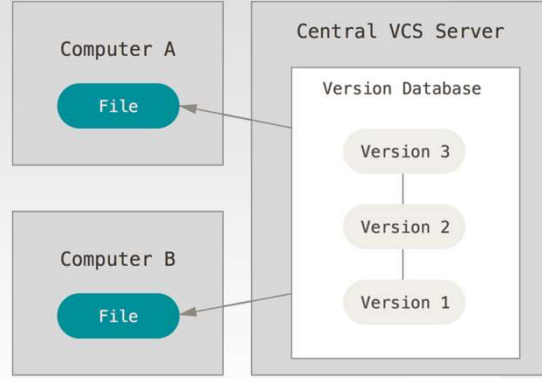 Computer A
File
Computer B
File
Central VCS Server
Version Database
Version 3
Version 2
Version 1